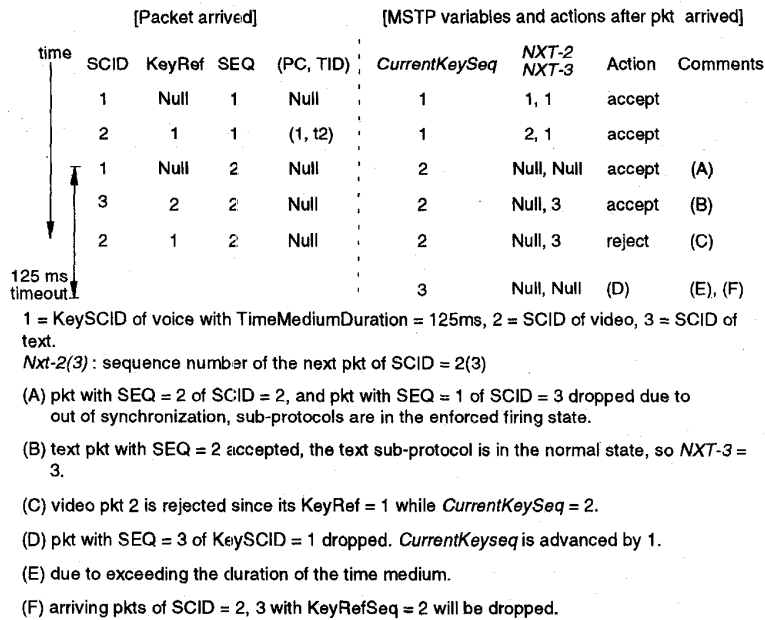 [Packet arrived] [MSTP variables and actions after pkt arrived]
time SCID KeyRef SEQ (PC, TID) CurrentKeySeq NXT-2 NXT-3 Action Comments
1 Null 1 Null 1 1, 1 accept
2 1 1 (1, t2) 1 2, 1 accept
1 Null 2 Null 2 Null, Null accept (A)
3 2 2 Null 2 Null, 3 accept (B)
2 1 2 Null 2 Null, 3 reject (C)
125 ms
timeout 3 Null, Null (D) (E), (F)
1 = KeySCID of voice with TimeMediumDuration = 125ms, 2 = SCID of video, 3 = SCID of
text.
Nxt-2(3) : sequence number of the next pkt of SCID = 2(3)
(A) pkt with SEQ = 2 of SCID = 2, and pkt with SEQ = 1 of SCID = 3 dropped due to
out of synchronization, sub-protocols are in the enforced firing state.
(B) text pkt with SEQ = 2 accepted, the text sub-protocol is in the normal state, so NXT-3 =
3.
(C) video pkt 2 is rejected since its KeyRef = 1 while CurrentKeySeq = 2.
(D) pkt with SEQ = 3 of KeySCID = 1 dropped. CurrentKeyseq is advanced by 1.
(E) due to exceeding the duration of the time medium.
(F) arriving pkts of SCID = 2, 3 with KeyRefSeq = 2 will be dropped.